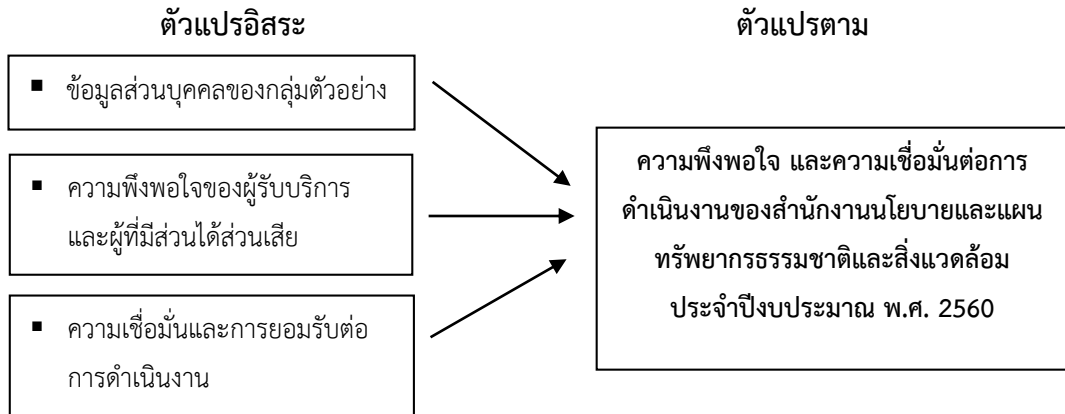 ตัวแปรอิสระ
ตัวแปรตาม
▪ ข้อมูลส่วนบุคคลของกลุ่มตัวอย่าง
▪ ความพึงพอใจของผู้รับบริการ
และผู้ที่มีส่วนได้ส่วนเสีย
▪ ความเชื่อมั่นและการยอมรับต่อ
การดำเนินงาน
ความพึงพอใจ และความเชื่อมั่นต่อการ
ดำเนินงานของสำนักงานนโยบายและแผน
ทรัพยากรธรรมชาติและสิ่งแวดล้อม
ประจำปีงบประมาณ พ.ศ. 2560